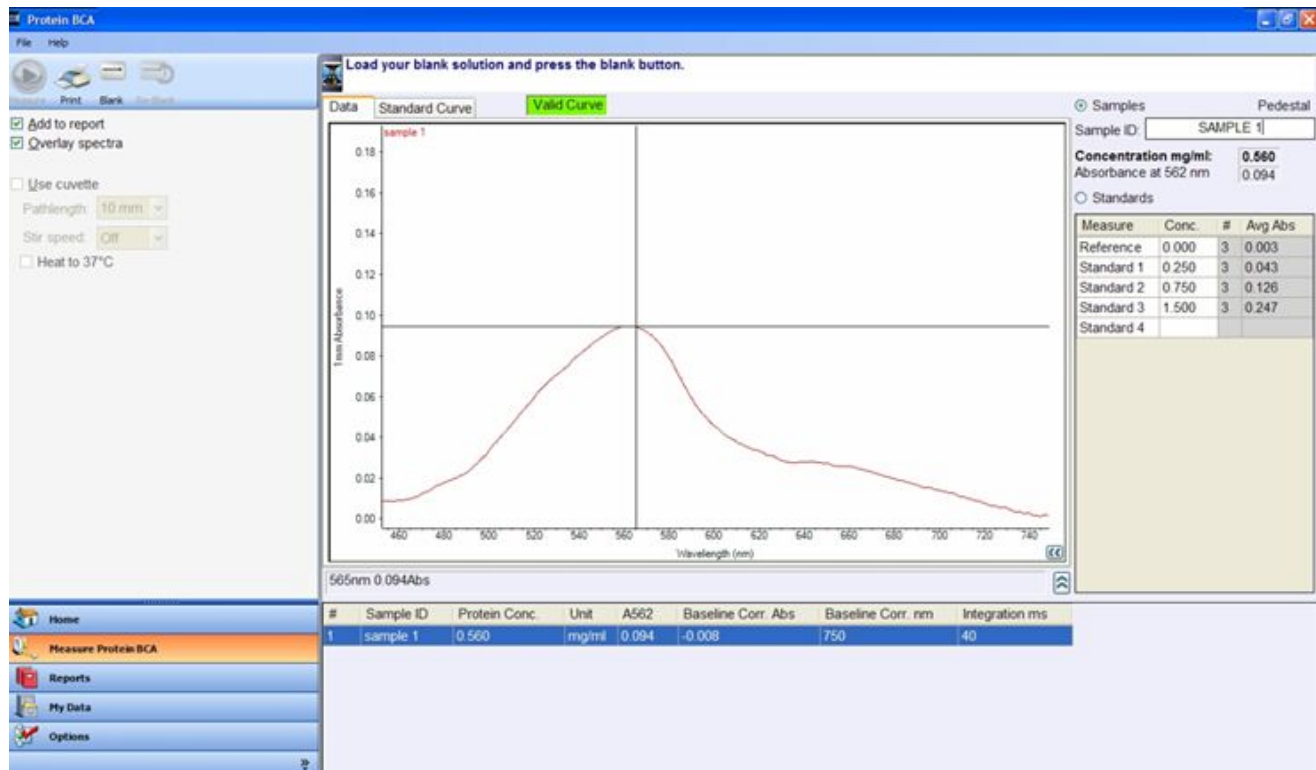 Protein BCA
File Help
Load your blank solution and press the blank button.
Print Blank
Add to report
Overlay spectra
Use cuvette
Pathlength: 10 mm
Stir speed: Off
Heat to 37°C
Data Standard Curve Valid Curve
sample 1
0.18
0.16
0.14
0.12
0.10
0.08
0.06
0.04
0.02
0.00
1mm Absorbance
460 480 500 520 540 560 580 600 620 640 660 680 700 720 740
Wavelength (nm)
565nm 0.094Abs
Samples Pedestal
Sample ID: SAMPLE 1
Concentration mg/ml: 0.560
Absorbance at 562 nm 0.094
Standards
Measure Conc. # Avg Abs
Reference 0.000 3 0.003
Standard 1 0.250 3 0.043
Standard 2 0.750 3 0.126
Standard 3 1.500 3 0.247
Standard 4
Home
Measure Protein BCA
Reports
My Data
Options
# Sample ID Protein Conc. Unit A562 Baseline Corr. Abs Baseline Corr. nm Integration ms
1 sample 1 0.560 mg/ml 0.094 -0.008 750 40